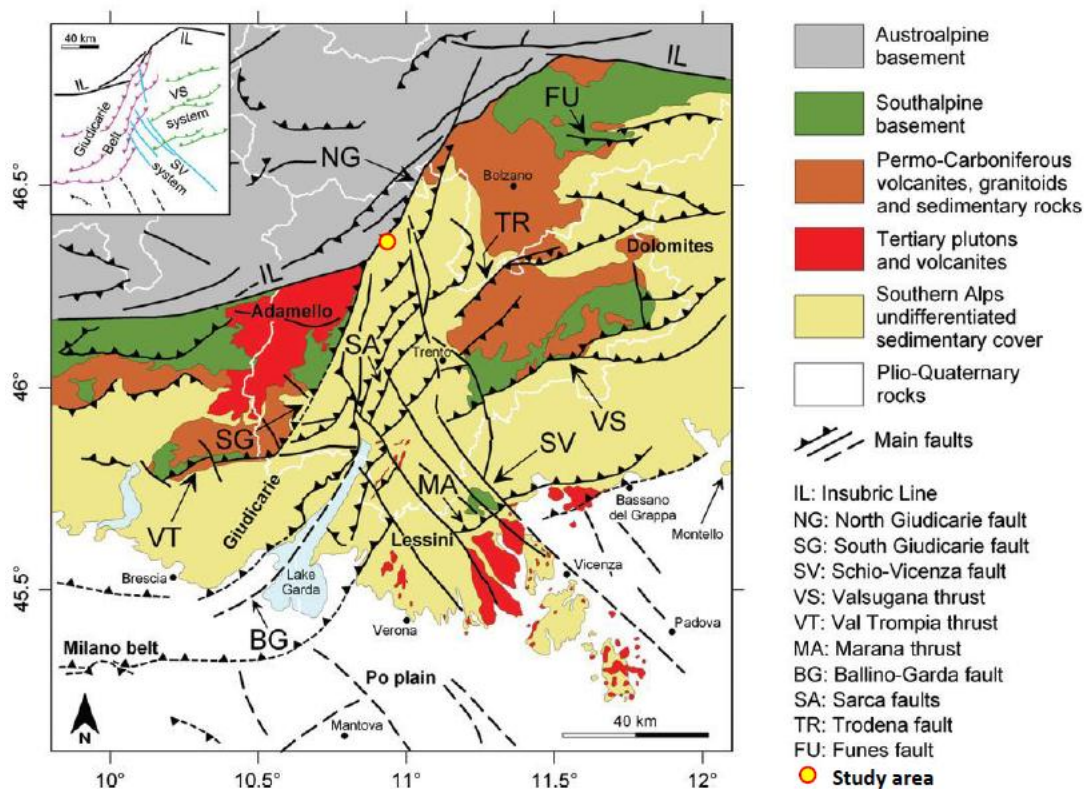 40 km
IL
IL
VS
system
Giudicarie
Belt
SV
system
IL
FU
NG
Bolzano
TR
Dolomites
IL
Adamello
SA
Trento
SG
VS
SV
MA
Bassano
del Grappa
Montello
VT
Giudicarie
Lessini
Brescia
Lake
Garda
Vicenza
BG
Verona
Padova
Milano belt
Po plain
Mantova
N
40 km
46.5°
46°
45.5°
10°
10.5°
11°
11.5°
12°
Austroalpine
basement
Southalpine
basement
Permo-Carboniferous
volcanites, granitoids
and sedimentary rocks
Tertiary plutons
and volcanites
Southern Alps
undifferentiated
sedimentary cover
Plio-Quaternary
rocks
Main faults
IL: Insubric Line
NG: North Giudicarie fault
SG: South Giudicarie fault
SV: Schio-Vicenza fault
VS: Valsugana thrust
VT: Val Trompia thrust
MA: Marana thrust
BG: Ballino-Garda fault
SA: Sarca faults
TR: Trodena fault
FU: Funes fault
Study area